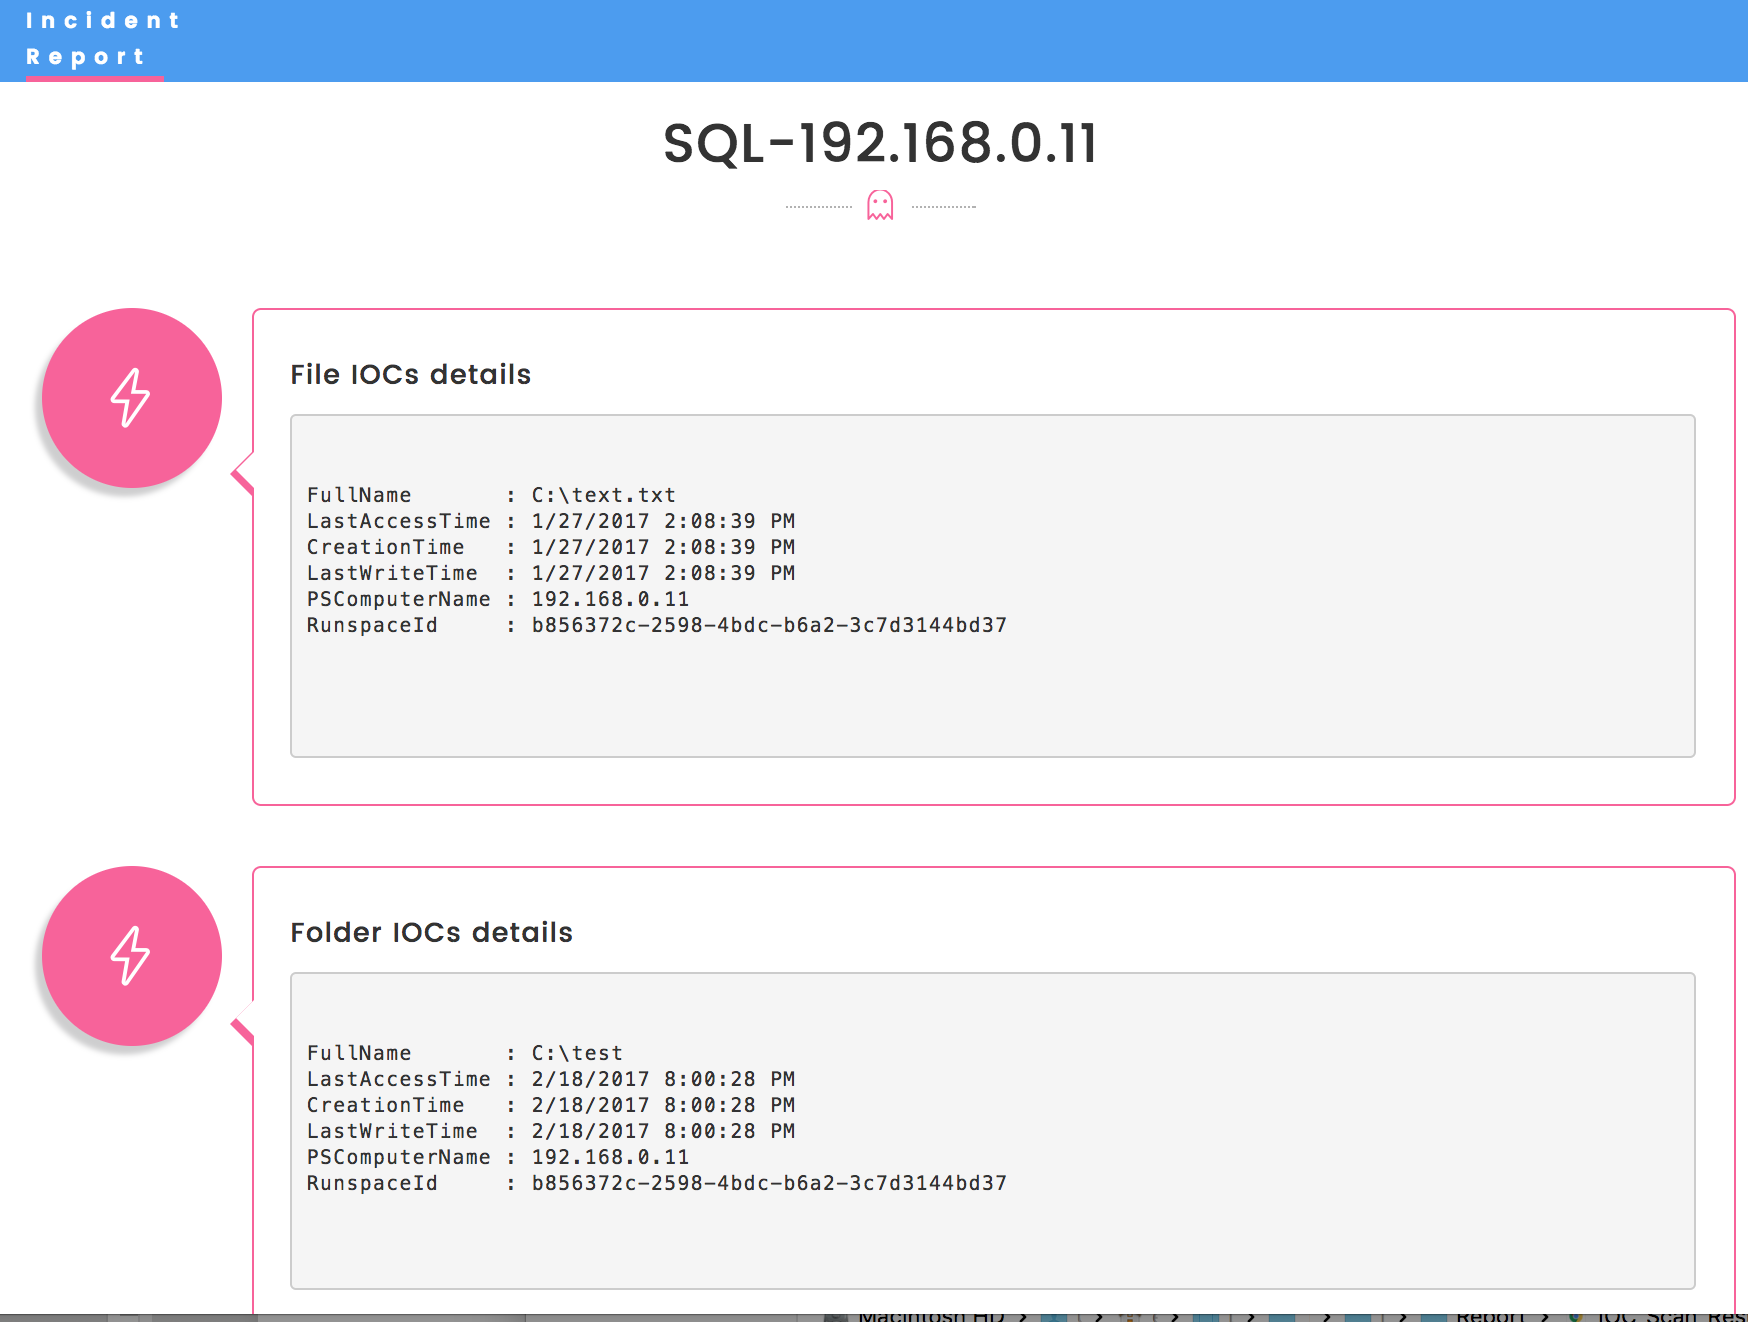 Incident
Report
SQL-192.168.0.11
File IOCs details
FullName : C:\text.txt
LastAccessTime : 1/27/2017 2:08:39 PM
CreationTime : 1/27/2017 2:08:39 PM
LastWriteTime : 1/27/2017 2:08:39 PM
PSComputerName : 192.168.0.11
RunspaceId : b856372c-2598-4bdc-b6a2-3c7d3144bd37
Folder IOCs details
FullName : C:\test
LastAccessTime : 2/18/2017 8:00:28 PM
CreationTime : 2/18/2017 8:00:28 PM
LastWriteTime : 2/18/2017 8:00:28 PM
PSComputerName : 192.168.0.11
RunspaceId : b856372c-2598-4bdc-b6a2-3c7d3144bd37
Macintosh HD › › › › › › Report › IOC Scan Res